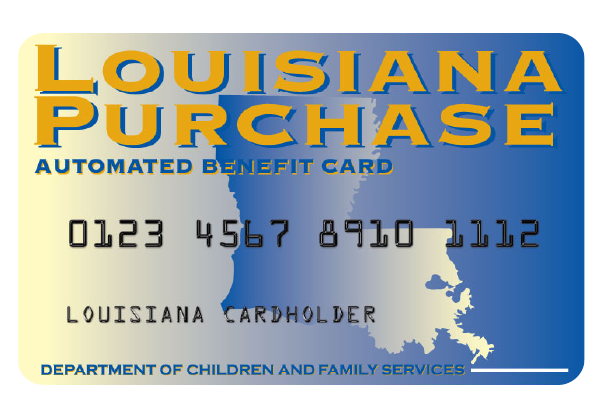 LOUISIANA
PURCHASE
AUTOMATED BENEFIT CARD
0123 4567 8910 1112
LOUISIANA CARDHOLDER
DEPARTMENT OF CHILDREN AND FAMILY SERVICES